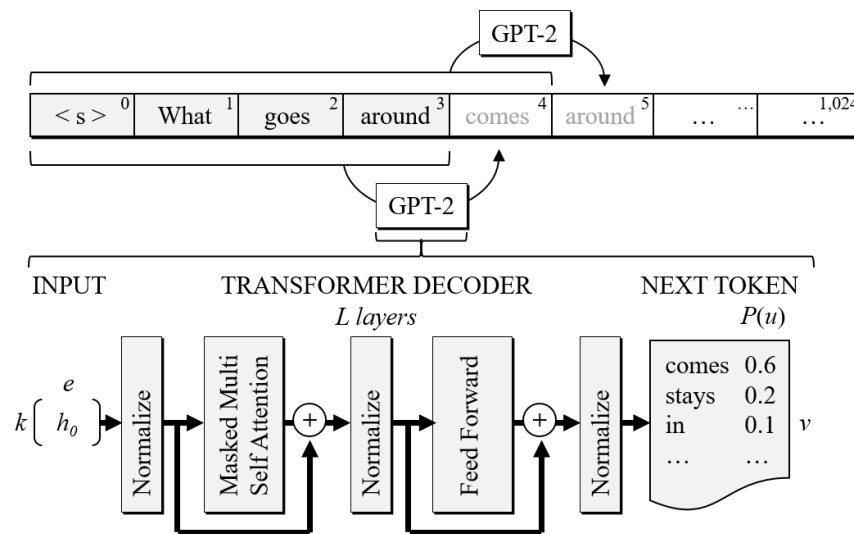 GPT-2
< s > 0 What 1 goes 2 around 3 comes 4 around 5 … … … 1,024
GPT-2
INPUT TRANSFORMER DECODER NEXT TOKEN
L layers P(u)
Normalize
Masked Multi
Self Attention
+
Normalize
Feed Forward
+
Normalize
e
k h0
comes 0.6
stays 0.2
in 0.1
… …
v